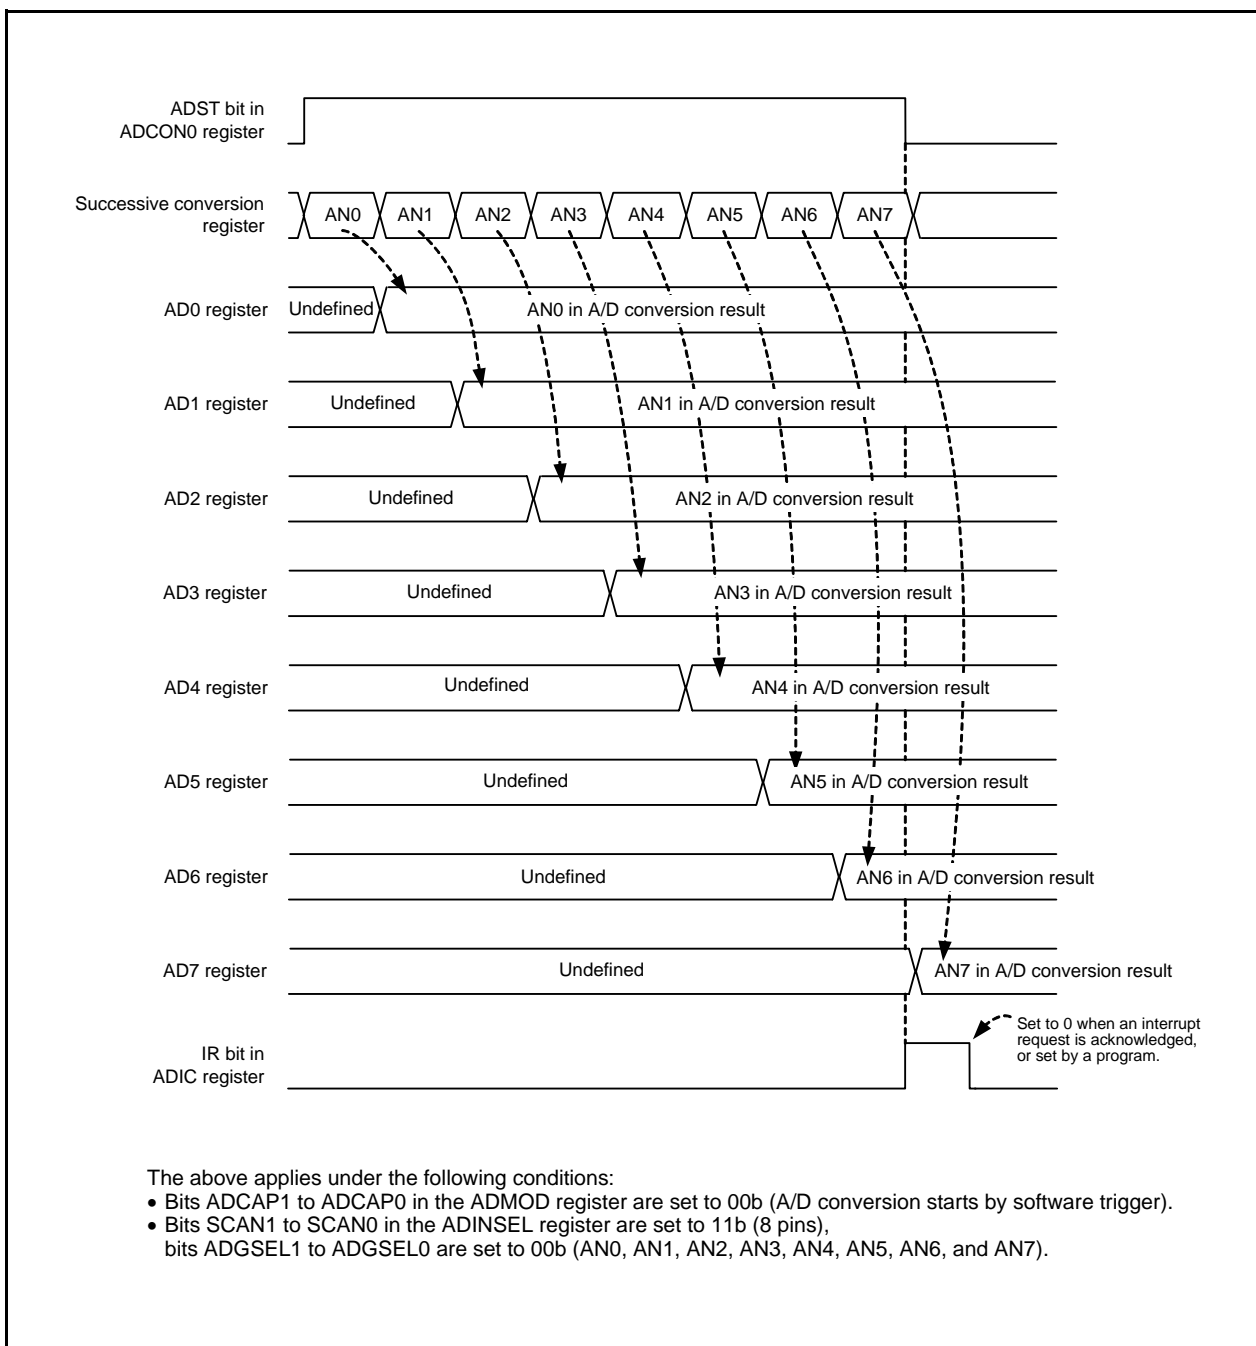 ADST bit in
ADCON0 register
Successive conversion
register
AN0 AN1 AN2 AN3 AN4 AN5 AN6 AN7
AD0 register
Undefined
AN0 in A/D conversion result
AD1 register
Undefined
AN1 in A/D conversion result
AD2 register
Undefined
AN2 in A/D conversion result
AD3 register
Undefined
AN3 in A/D conversion result
AD4 register
Undefined
AN4 in A/D conversion result
AD5 register
Undefined
AN5 in A/D conversion result
AD6 register
Undefined
AN6 in A/D conversion result
AD7 register
Undefined
AN7 in A/D conversion result
IR bit in
ADIC register
Set to 0 when an interrupt
request is acknowledged,
or set by a program.
The above applies under the following conditions:
• Bits ADCAP1 to ADCAP0 in the ADMOD register are set to 00b (A/D conversion starts by software trigger).
• Bits SCAN1 to SCAN0 in the ADINSEL register are set to 11b (8 pins),
bits ADGSEL1 to ADGSEL0 are set to 00b (AN0, AN1, AN2, AN3, AN4, AN5, AN6, and AN7).